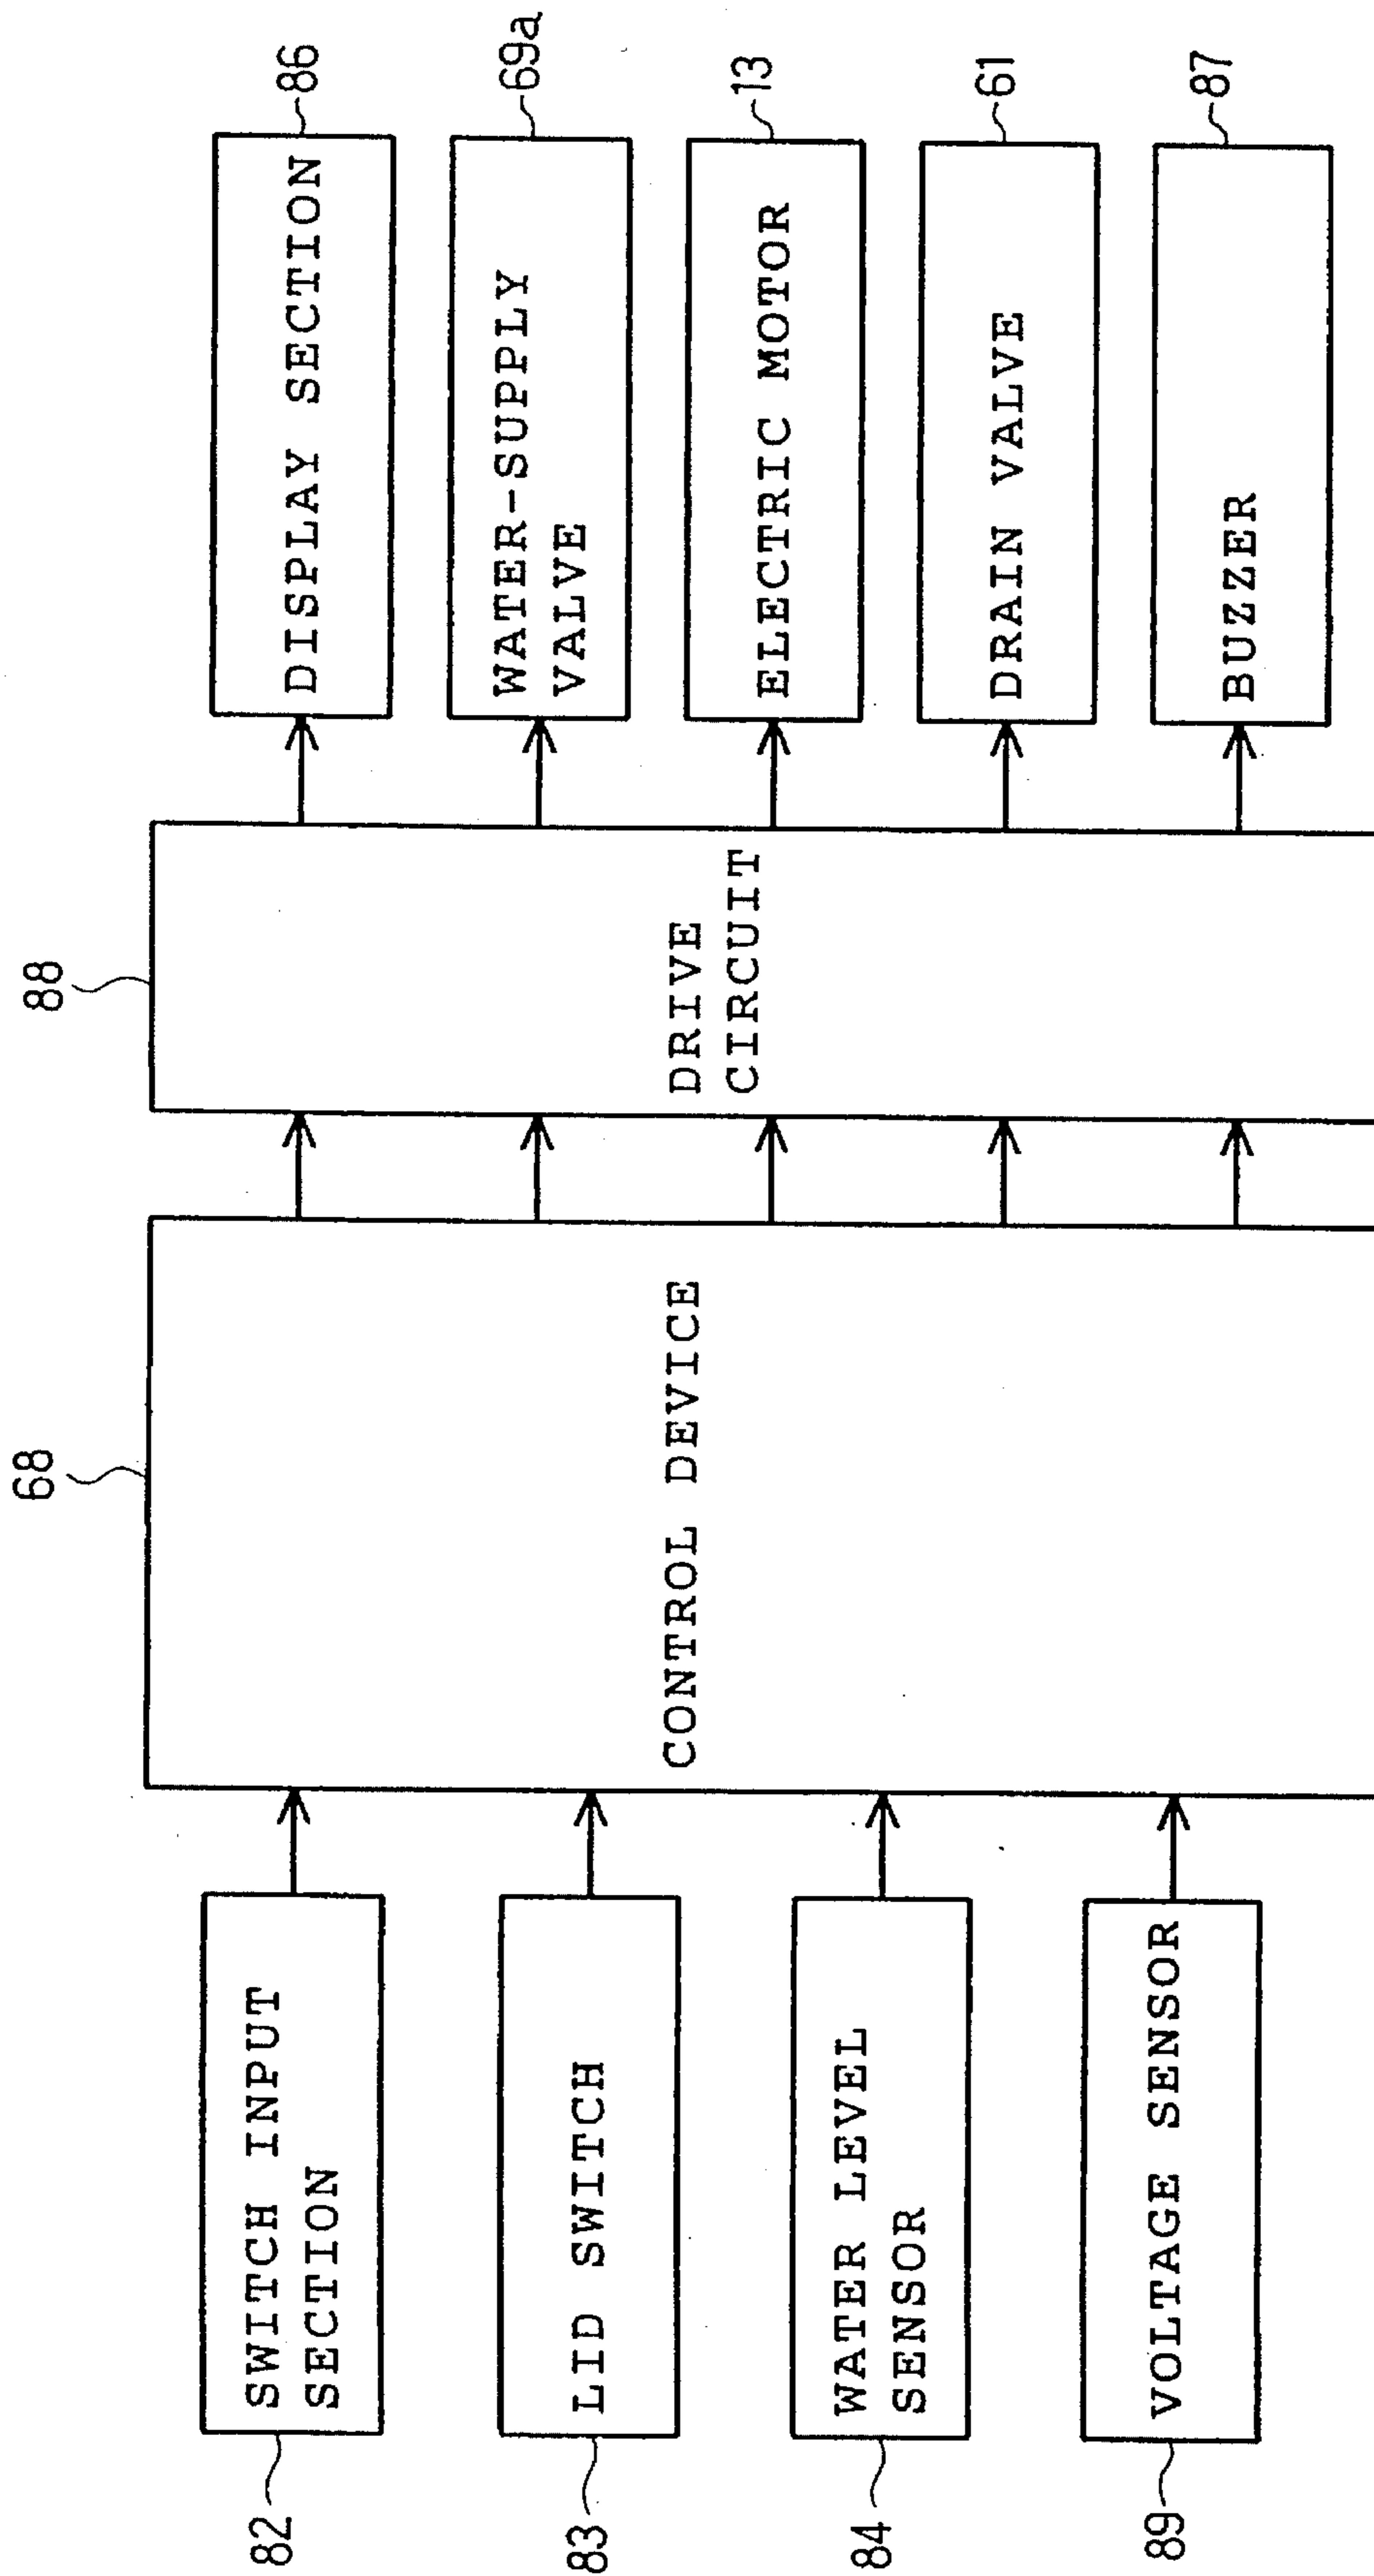 82
SWITCH INPUT
SECTION
83
LID SWITCH
84
WATER LEVEL
SENSOR
89
VOLTAGE SENSOR
68
CONTROL DEVICE
88
DRIVE
CIRCUIT
DISPLAY SECTION
86
WATER-SUPPLY
VALVE
69a
ELECTRIC MOTOR
13
DRAIN VALVE
61
BUZZER
87